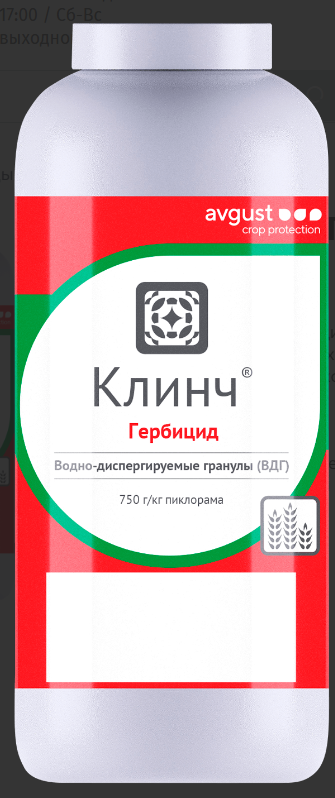 17:00 / Сб-Вс
выходно
avgust
crop protection
Клинч®
Гербицид
Водно-диспергируемые гранулы (ВДГ)
750 г/кг пиклорама